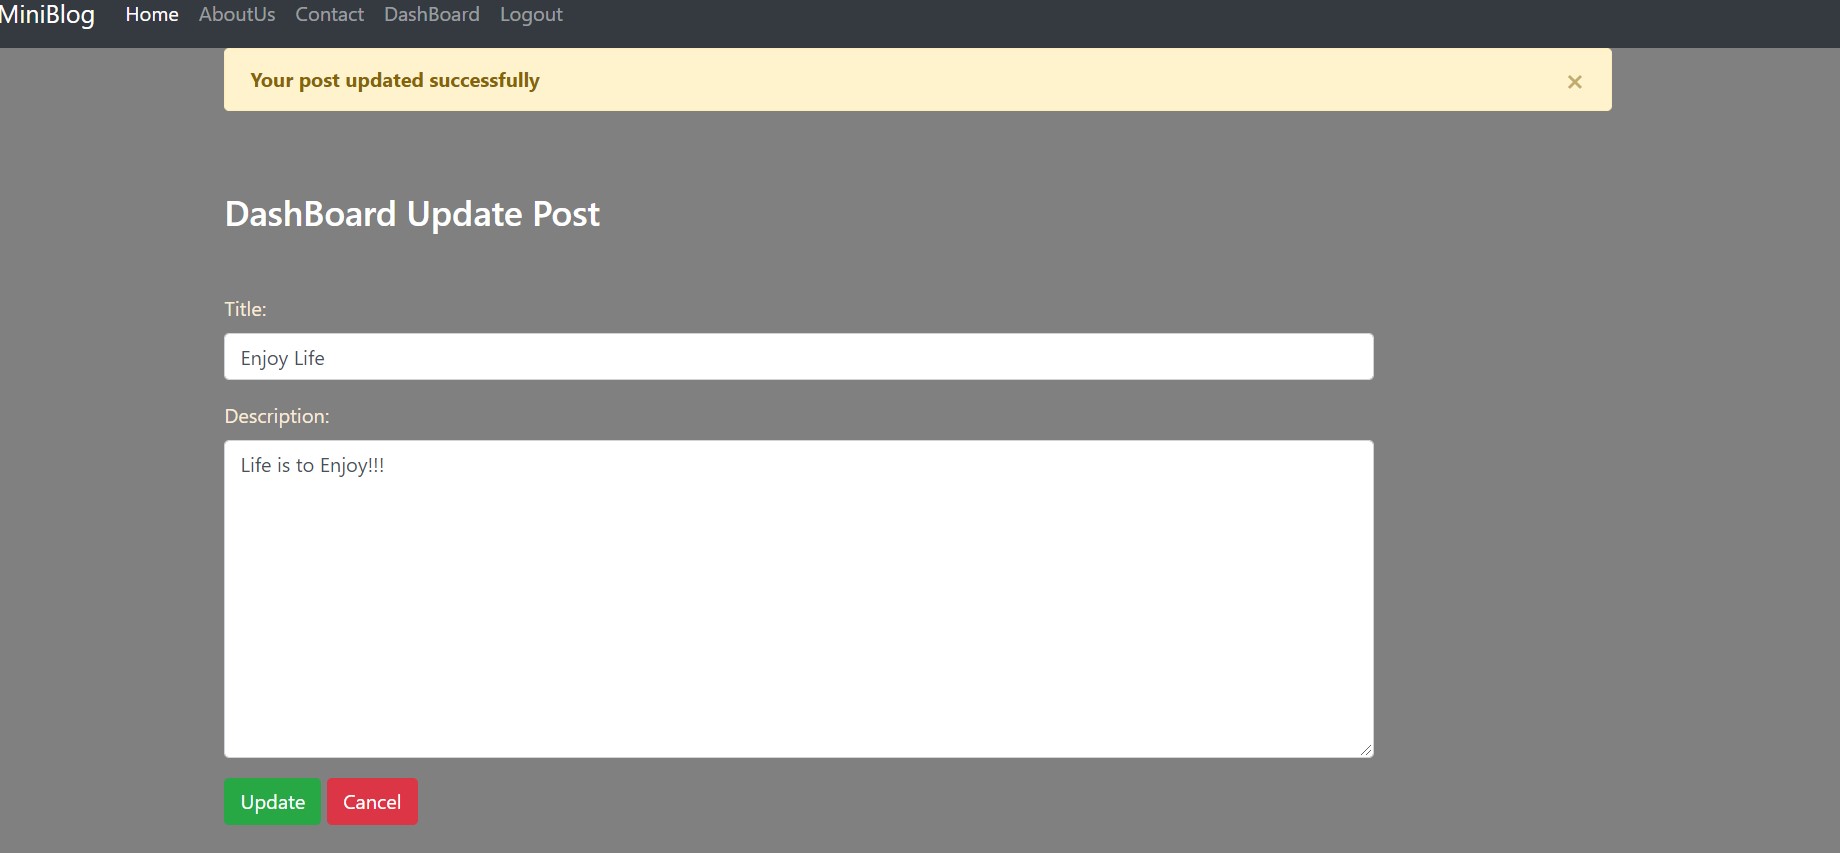 MiniBlog Home AboutUs Contact DashBoard Logout
Your post updated successfully ×
DashBoard Update Post
Title:
Enjoy Life
Description:
Life is to Enjoy!!!
Update Cancel